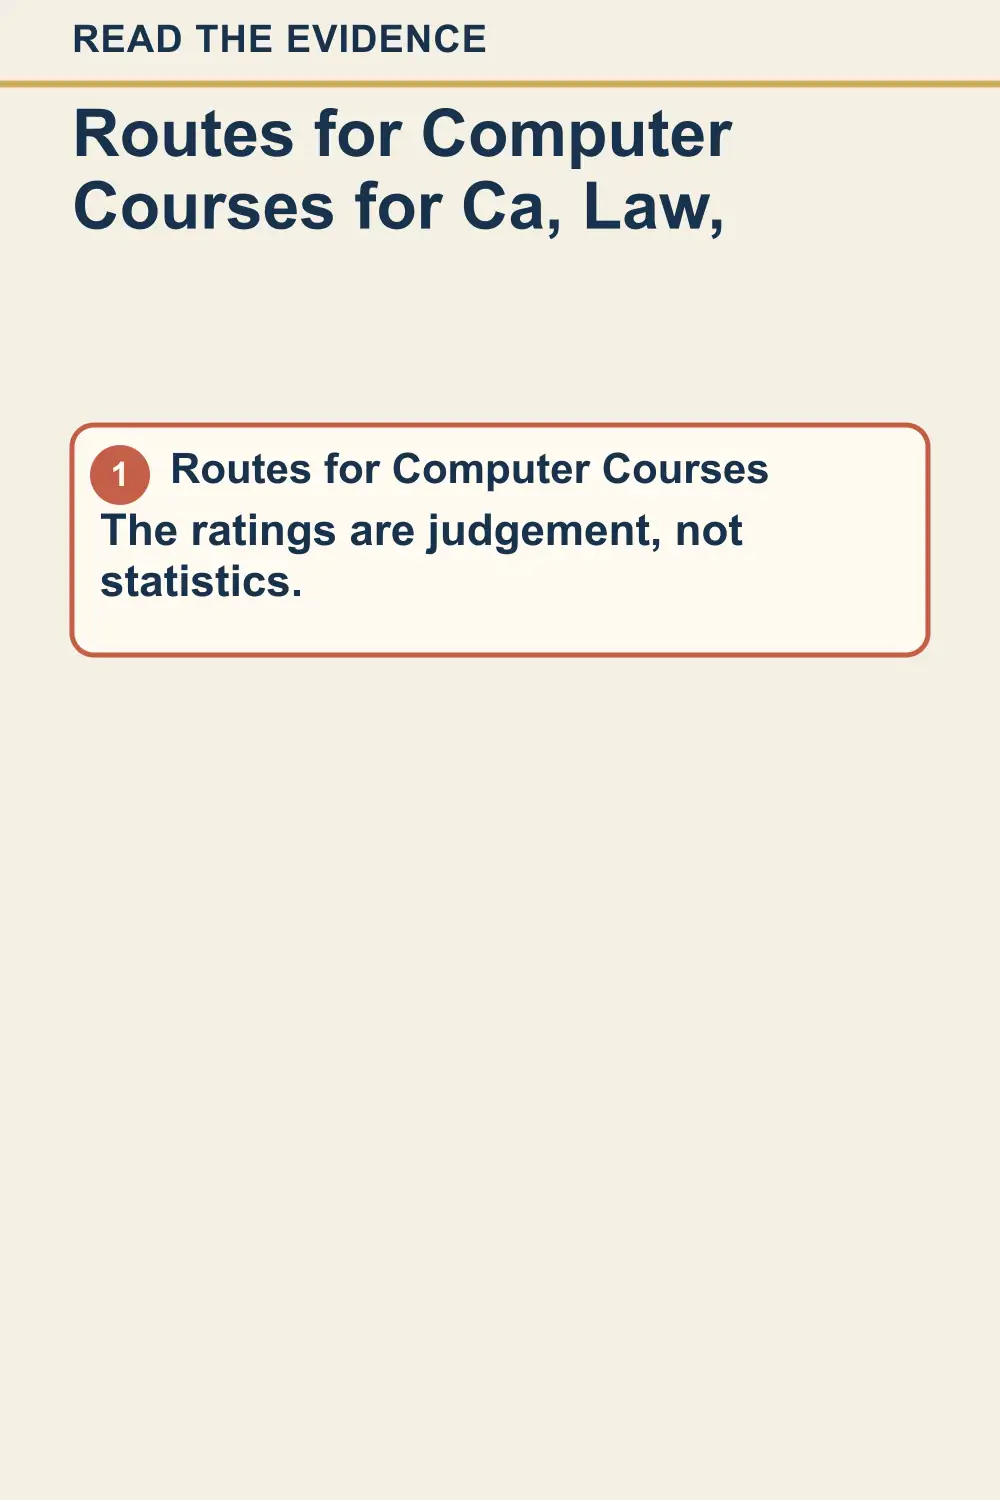 READ THE EVIDENCE
Routes for Computer
Courses for Ca, Law,
1 Routes for Computer Courses
The ratings are judgement, not
statistics.